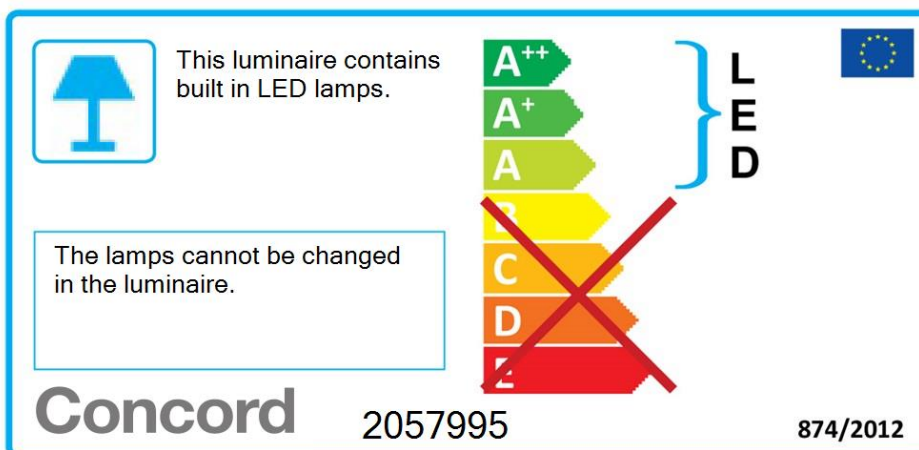 This luminaire contains
built in LED lamps.
The lamps cannot be changed
in the luminaire.
A++
A+
A
B
C
D
E
L
E
D
Concord
2057995
874/2012